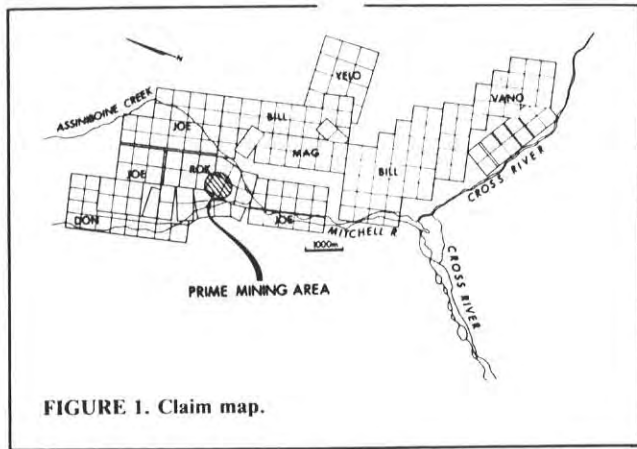 N
YELO
VANO
ASSINIBOINE CREEK
BILL
JOE
MAG
ROK
BILL
JOE
CROSS RIVER
DON
JOE
MITCHELL R.
1000m
CROSS RIVER
PRIME MINING AREA
FIGURE 1. Claim map.